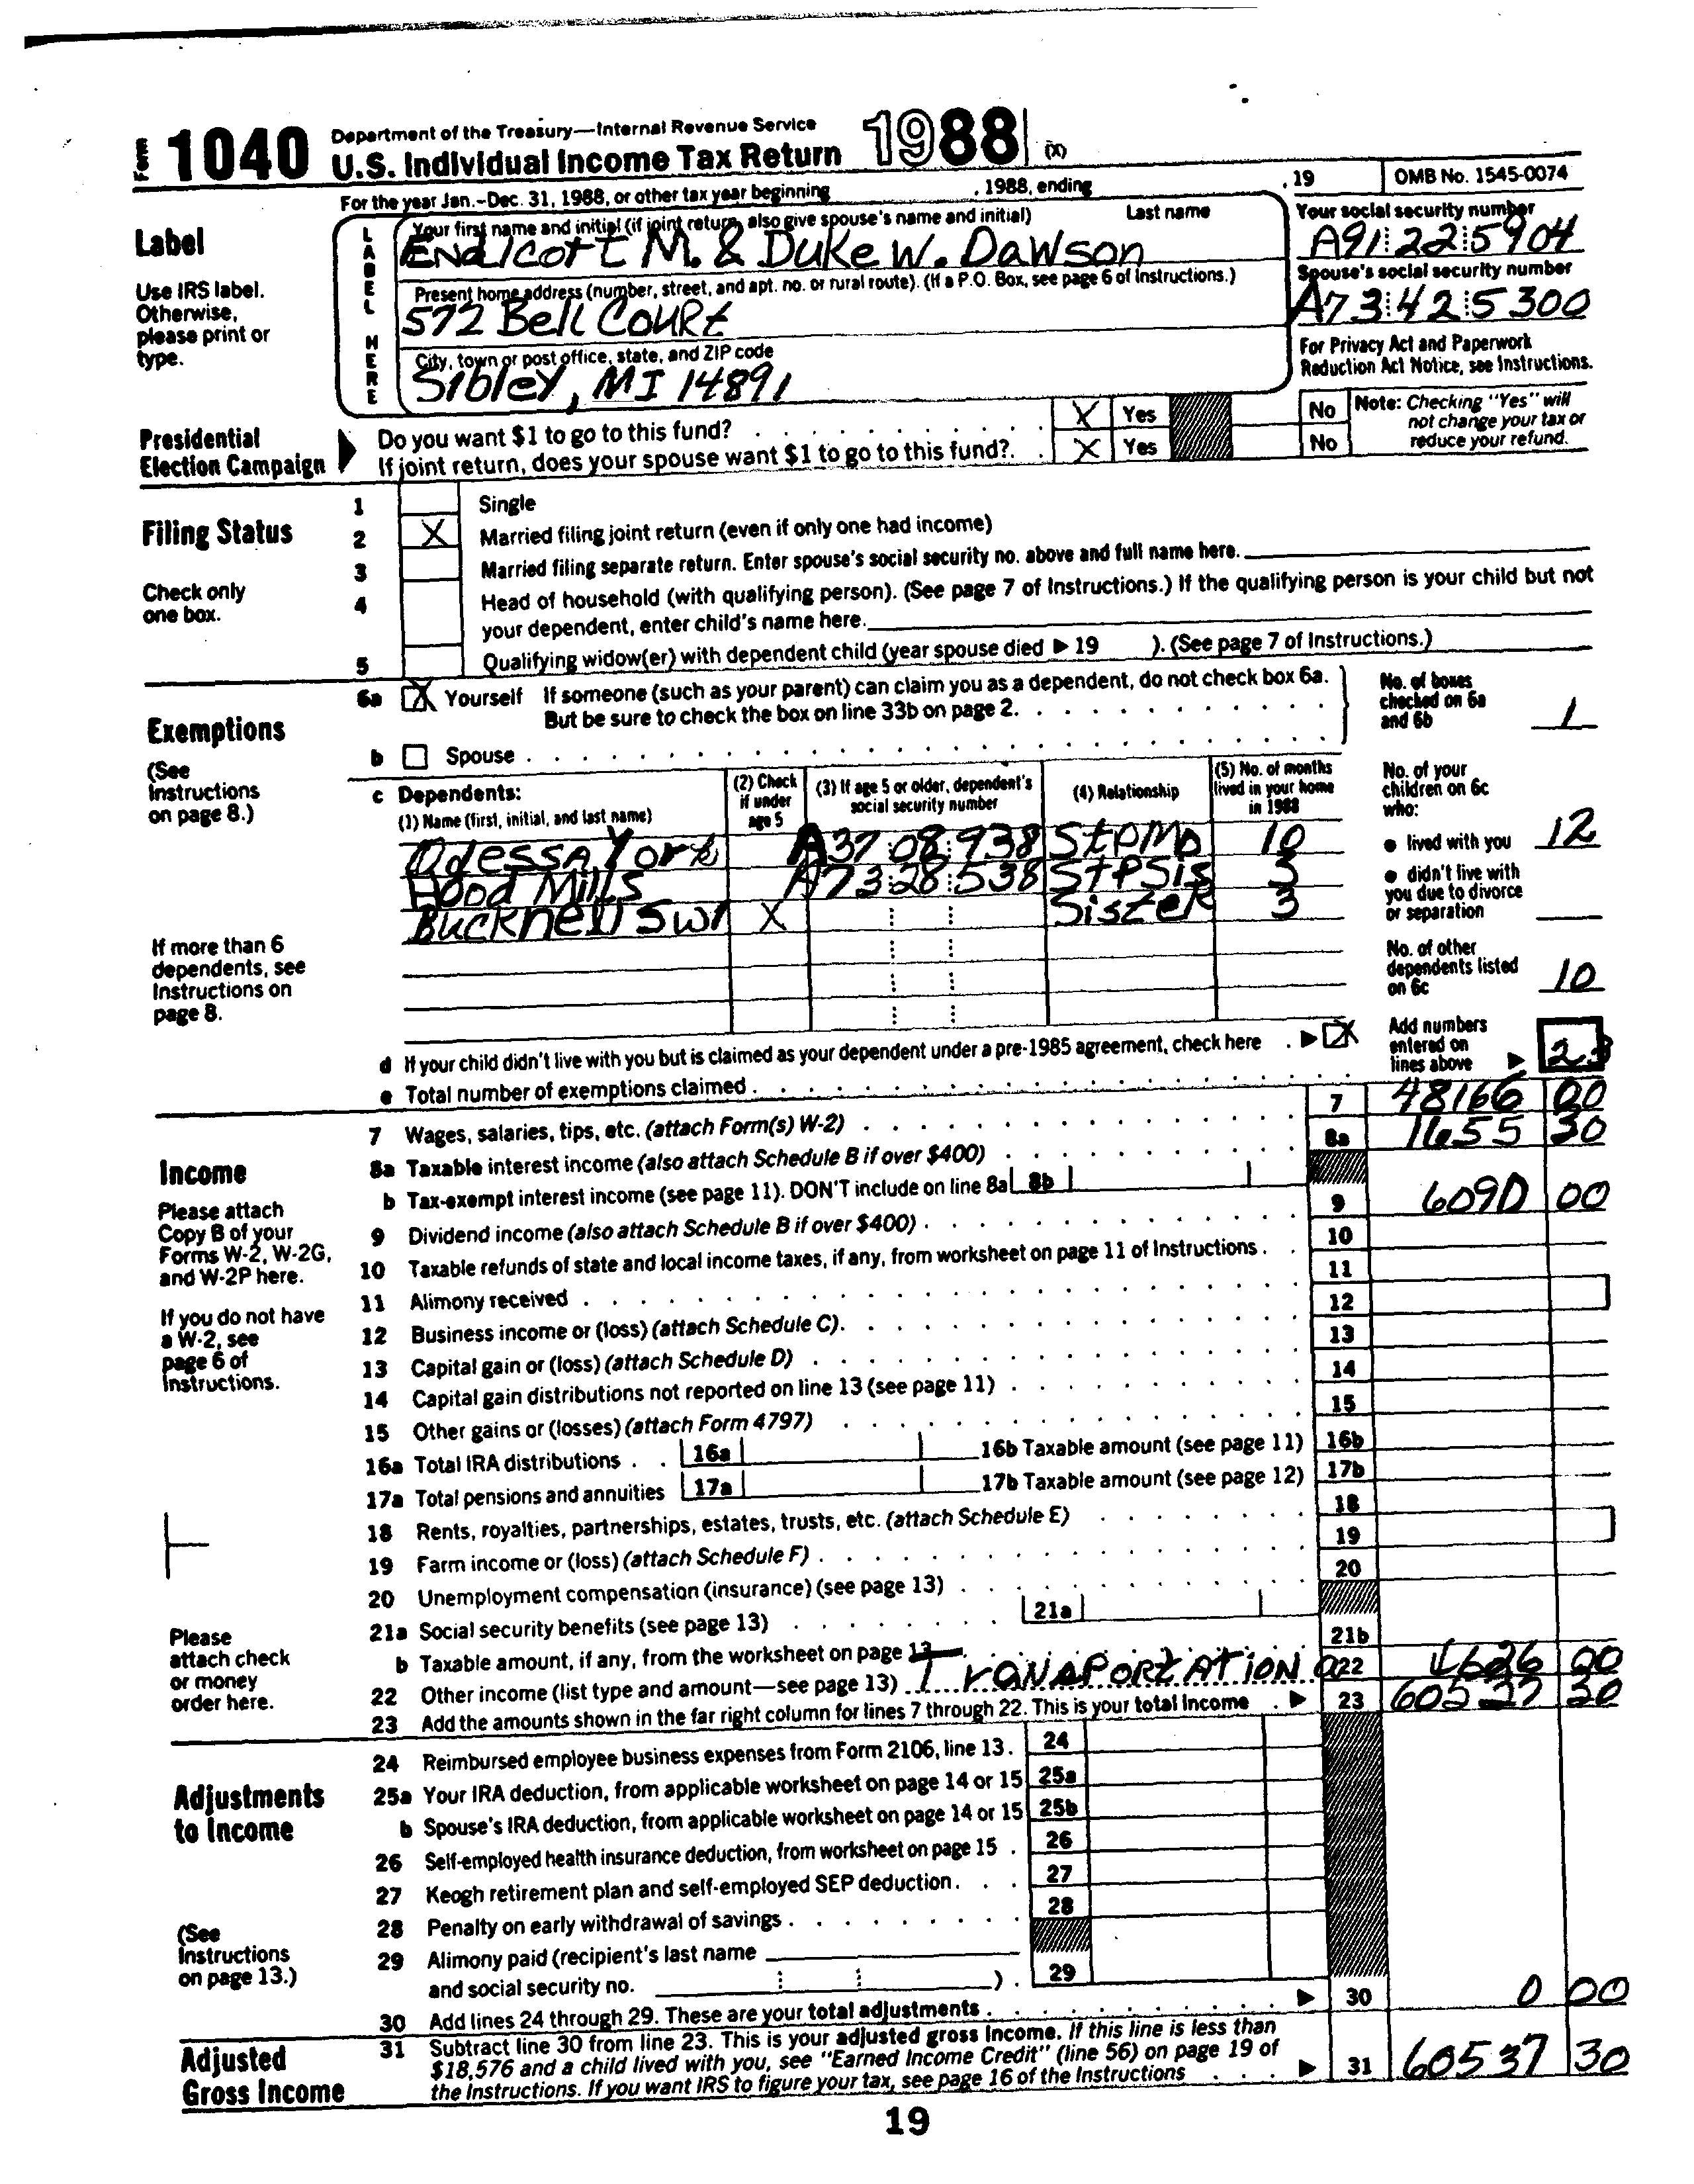 Form 1040 Department of the Treasury—Internal Revenue Service
U.S. Individual Income Tax Return 1988 (X)
For the year Jan.-Dec. 31, 1988, or other tax year beginning , 1988, ending , 19 OMB No. 1545-0074
Label
Use IRS label. Otherwise, please print or type.
LABEL HERE
Your first name and initial (if joint return, also give spouse's name and initial) Last name
Endicott M. & Duke W. Dawson
Your social security number
A91 22 5904
Present home address (number, street, and apt. no. or rural route). (If a P.O. Box, see page 6 of Instructions.)
572 Bell Court
Spouse's social security number
A73 42 5300
City, town or post office, state, and ZIP code
Sibley, MI 14891
For Privacy Act and Paperwork Reduction Act Notice, see Instructions.
Presidential Election Campaign
Do you want $1 to go to this fund? X Yes No
If joint return, does your spouse want $1 to go to this fund? X Yes No
Note: Checking "Yes" will not change your tax or reduce your refund.
Filing Status
Check only one box.
1 Single
2 X Married filing joint return (even if only one had income)
3 Married filing separate return. Enter spouse's social security no. above and full name here.
4 Head of household (with qualifying person). (See page 7 of Instructions.) If the qualifying person is your child but not
your dependent, enter child's name here.
5 Qualifying widow(er) with dependent child (year spouse died ▶ 19 ). (See page 7 of Instructions.)
Exemptions
(See Instructions on page 8.)
6a X Yourself If someone (such as your parent) can claim you as a dependent, do not check box 6a.
But be sure to check the box on line 33b on page 2.
b Spouse
No. of boxes checked on 6a and 6b 1
c Dependents:
(1) Name (first, initial, and last name) (2) Check if under age 5 (3) If age 5 or older, dependent's social security number (4) Relationship (5) No. of months lived in your home in 1988
Odessa York A37 08 938 StPMo 10
Hood Mills A73 28 538 StPSis 3
Bucknell Swr X Sister 3
No. of your children on 6c who:
● lived with you 12
● didn't live with you due to divorce or separation
No. of other dependents listed on 6c 10
If more than 6 dependents, see Instructions on page 8.
d If your child didn't live with you but is claimed as your dependent under a pre-1985 agreement, check here ▶ X
e Total number of exemptions claimed
Add numbers entered on lines above ▶ 23
Income
Please attach Copy B of your Forms W-2, W-2G, and W-2P here.
If you do not have a W-2, see page 6 of Instructions.
Please attach check or money order here.
7 Wages, salaries, tips, etc. (attach Form(s) W-2) 7 48166 00
8a Taxable interest income (also attach Schedule B if over $400) 8a 1655 30
b Tax-exempt interest income (see page 11). DON'T include on line 8a 8b
9 Dividend income (also attach Schedule B if over $400) 9 6090 00
10 Taxable refunds of state and local income taxes, if any, from worksheet on page 11 of Instructions 10
11 Alimony received 11
12 Business income or (loss) (attach Schedule C) 12
13 Capital gain or (loss) (attach Schedule D) 13
14 Capital gain distributions not reported on line 13 (see page 11) 14
15 Other gains or (losses) (attach Form 4797) 15
16a Total IRA distributions 16a 16b Taxable amount (see page 11) 16b
17a Total pensions and annuities 17a 17b Taxable amount (see page 12) 17b
18 Rents, royalties, partnerships, estates, trusts, etc. (attach Schedule E) 18
19 Farm income or (loss) (attach Schedule F) 19
20 Unemployment compensation (insurance) (see page 13) 20
21a Social security benefits (see page 13) 21a
b Taxable amount, if any, from the worksheet on page 13 21b
22 Other income (list type and amount—see page 13) 22 4626 00
23 Add the amounts shown in the far right column for lines 7 through 22. This is your total income ▶ 23 60537 30
Adjustments to Income
(See Instructions on page 13.)
24 Reimbursed employee business expenses from Form 2106, line 13. 24
25a Your IRA deduction, from applicable worksheet on page 14 or 15 25a
b Spouse's IRA deduction, from applicable worksheet on page 14 or 15 25b
26 Self-employed health insurance deduction, from worksheet on page 15 26
27 Keogh retirement plan and self-employed SEP deduction 27
28 Penalty on early withdrawal of savings 28
29 Alimony paid (recipient's last name
and social security no. ) 29
30 Add lines 24 through 29. These are your total adjustments ▶ 30 0 00
Adjusted Gross Income
31 Subtract line 30 from line 23. This is your adjusted gross income. If this line is less than
$18,576 and a child lived with you, see "Earned Income Credit" (line 56) on page 19 of
the Instructions. If you want IRS to figure your tax, see page 16 of the Instructions ▶ 31 60537 30
19